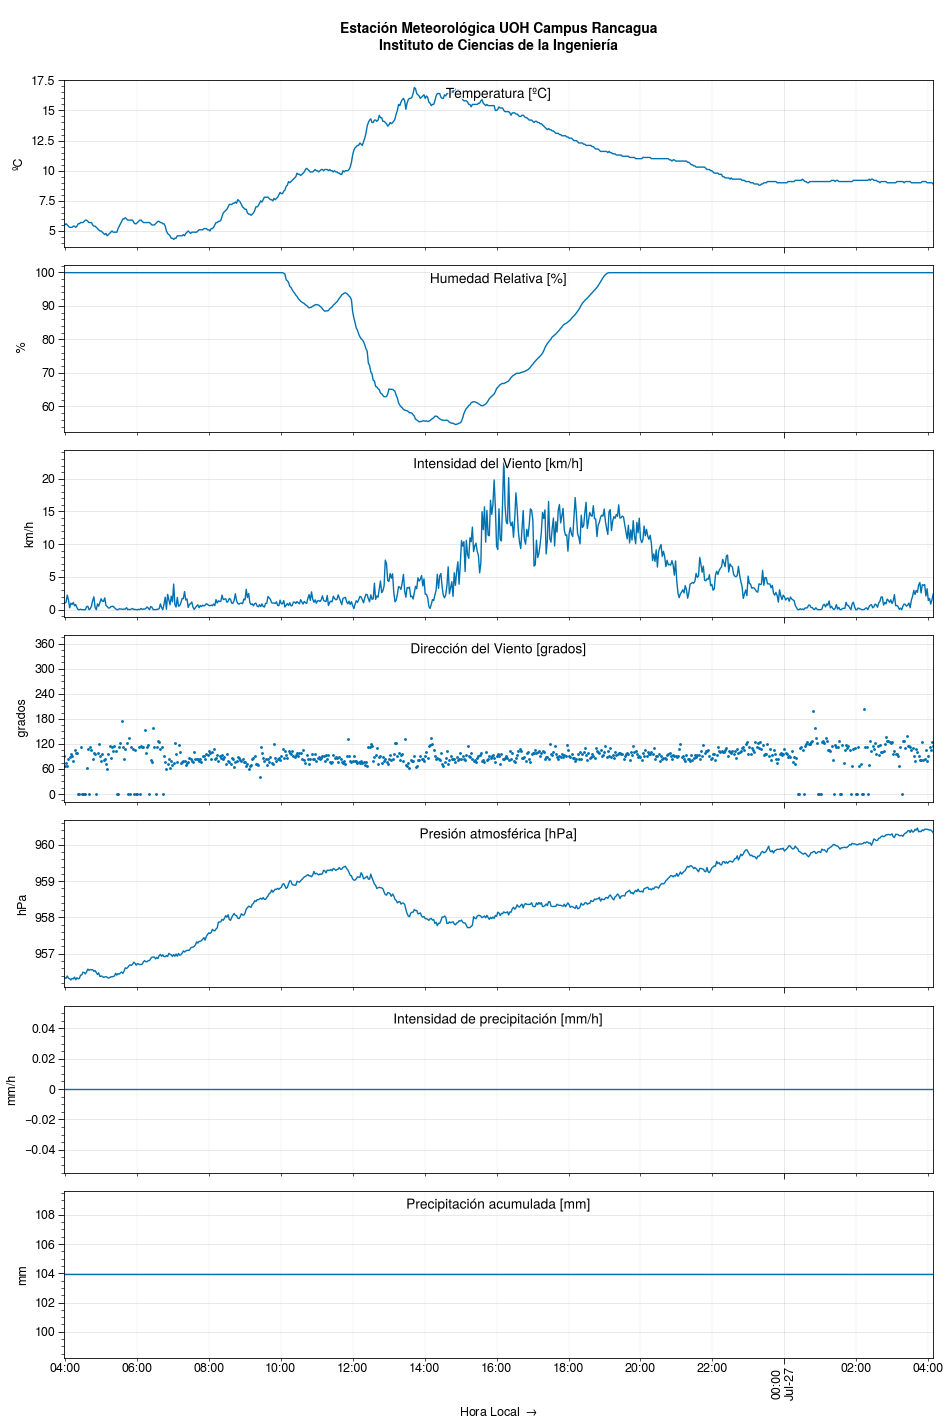 Estación Meteorológica UOH Campus Rancagua
Instituto de Ciencias de la Ingeniería
Temperatura [ºC]
17.5
15
12.5
10
7.5
5
ºC
Humedad Relativa [%]
100
90
80
70
60
%
Intensidad del Viento [km/h]
20
15
10
5
0
km/h
Dirección del Viento [grados]
360
300
240
180
120
60
0
grados
Presión atmosférica [hPa]
960
959
958
957
hPa
Intensidad de precipitación [mm/h]
0.04
0.02
0
−0.02
−0.04
mm/h
Precipitación acumulada [mm]
108
106
104
102
100
mm
04:00 06:00 08:00 10:00 12:00 14:00 16:00 18:00 20:00 22:00 00:00 02:00 04:00
Jul-27
Hora Local →